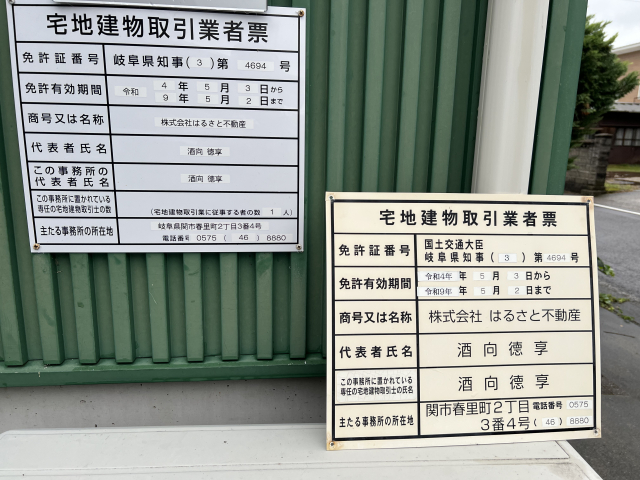 宅地建物取引業者票
免許証番号 岐阜県知事（3）第 4694 号
免許有効期間 令和 4 年 5 月 3 日から
9 年 5 月 2 日まで
商号又は名称 株式会社はるさと不動産
代表者氏名 酒向 徳享
この事務所の
代表者氏名 酒向 徳享
この事務所に置かれている
専任の宅地建物取引士の数 （宅地建物取引業に従事する者の数 1 人）
主たる事務所の所在地 岐阜県関市春里町2丁目3番4号
電話番号 0575 （ 46 ） 8880
宅地建物取引業者票
免許証番号 国土交通大臣
岐阜県知事（ 3 ）第 4694 号
免許有効期間 令和4年 年 5 月 3 日から
令和9年 年 5 月 2 日まで
商号又は名称 株式会社 はるさと不動産
代表者氏名 酒向徳享
この事務所に置かれている
専任の宅地建物取引士の氏名 酒向徳享
主たる事務所の所在地 関市春里町2丁目 電話番号 0575
3番4号 （ 46 ） 8880